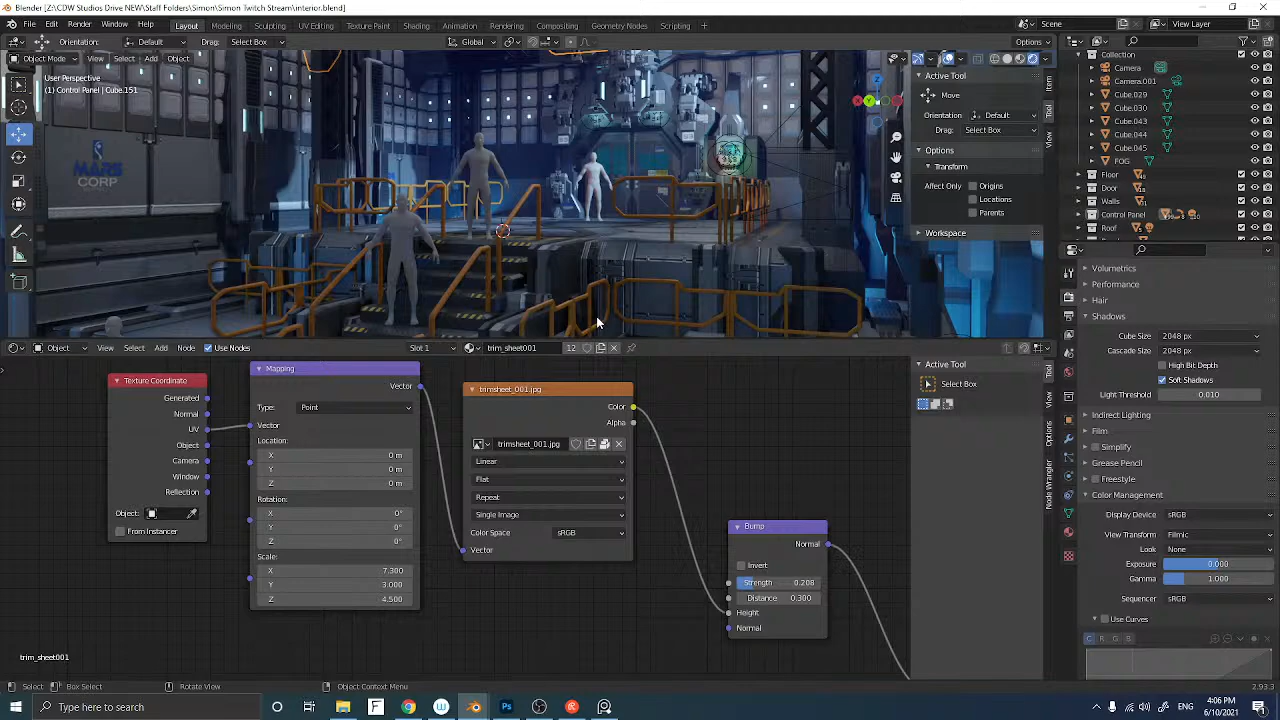 Blender [Z:\CDW Studios Drive NEW\Staff Folders\Simon\Simon Twitch Stream\interior.blend]
File Edit Render Window Help Layout Modeling Sculpting UV Editing Texture Paint Shading Animation Rendering Compositing Geometry Nodes Scripting + Scene View Layer
Orientation: Default Drag: Select Box Global Options
Object Mode View Select Add Object
User Perspective
(1) Control Panel | Cube.151
MARS
CORP
Active Tool
Move
Orientation: Default
Drag: Select Box
Options
Transform
Affect Only Origins
Locations
Parents
Workspace
Item
Tool
View
Collection
Camera
Camera.001
Cube.029
Cube.030
Cube.043
Cube.044
Cube.045
FOG
Floor
Door
Walls
Control Panel
Roof
Volumetrics
Performance
Hair
Shadows
Cube Size 2048 px
Cascade Size 2048 px
High Bit Depth
Soft Shadows
Light Threshold 0.010
Indirect Lighting
Film
Simplify
Grease Pencil
Freestyle
Color Management
Display Device sRGB
View Transform Filmic
Look None
Exposure 0.000
Gamma 1.000
Sequencer sRGB
Use Curves
C R G B
Object View Select Add Node Use Nodes Slot 1 trim_sheet001 12
Texture Coordinate
Generated
Normal
UV
Object
Camera
Window
Reflection
Object:
From Instancer
Mapping
Vector
Type: Point
Vector
Location:
X 0 m
Y 0 m
Z 0 m
Rotation:
X 0°
Y 0°
Z 0°
Scale:
X 7.300
Y 3.000
Z 4.500
trimsheet_001.jpg
Color
Alpha
trimsheet_001.jpg
Linear
Flat
Repeat
Single Image
Color Space sRGB
Vector
Bump
Normal
Invert
Strength 0.208
Distance 0.300
Height
Normal
Active Tool
Select Box
Tool
View
Options
Node Wrangler
trim_sheet001
Select Box Select Rotate View Object Context Menu 2.93.3
Type here to search
4:06 PM
6/10/2021